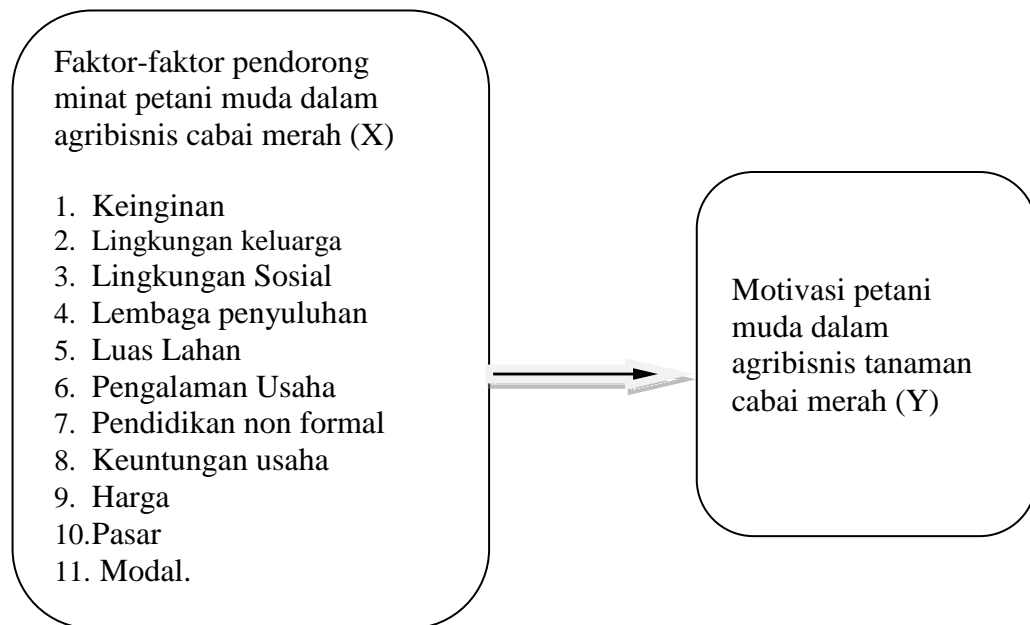 Faktor-faktor pendorong
minat petani muda dalam
agribisnis cabai merah (X)
1. Keinginan
2. Lingkungan keluarga
3. Lingkungan Sosial
4. Lembaga penyuluhan
5. Luas Lahan
6. Pengalaman Usaha
7. Pendidikan non formal
8. Keuntungan usaha
9. Harga
10.Pasar
11. Modal.
Motivasi petani
muda dalam
agribisnis tanaman
cabai merah (Y)